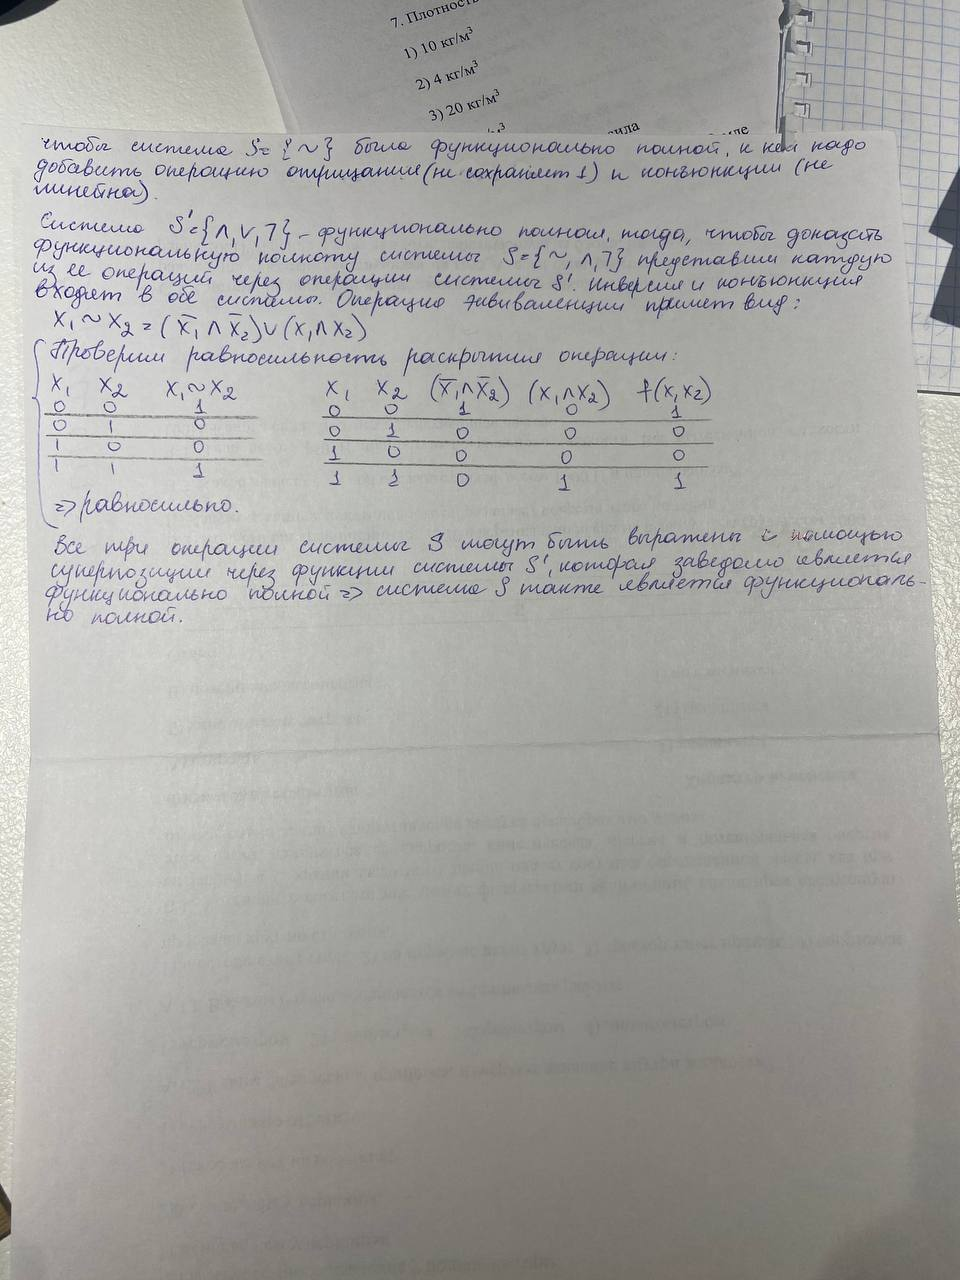 7. Плотность
1) 10 кг/м³
2) 4 кг/м³
3) 20 кг/м³
сила
чтобы система S={~} была функционально полной, к ней надо
добавить операцию отрицание (не сохраняет 1) и конъюнкции (не
линейна).
Система S'={∧,∨,⅂} - функционально полная, тогда, чтобы доказать
функциональную полноту системы S={~,∧,⅂} представим каждую
из ее операций через операции системы S'. Инверсия и конъюнкция
входят в обе системы. Операция эквиваленции примет вид:
x₁ ~ x₂ = (x̄₁ ∧ x̄₂) ∨ (x₁ ∧ x₂)
Проверим равносильность раскрытия операции:
x₁ x₂ x₁~x₂ x₁ x₂ (x̄₁∧x̄₂) (x₁∧x₂) f(x₁x₂)
0 0 1 0 0 1 0 1
0 1 0 0 1 0 0 0
1 0 0 1 0 0 0 0
1 1 1 1 1 0 1 1
=> равносильно.
Все три операции системы S могут быть выражены с помощью
суперпозиции через функции системы S', которая заведомо является
функционально полной => система S также является функциональ-
но полной.